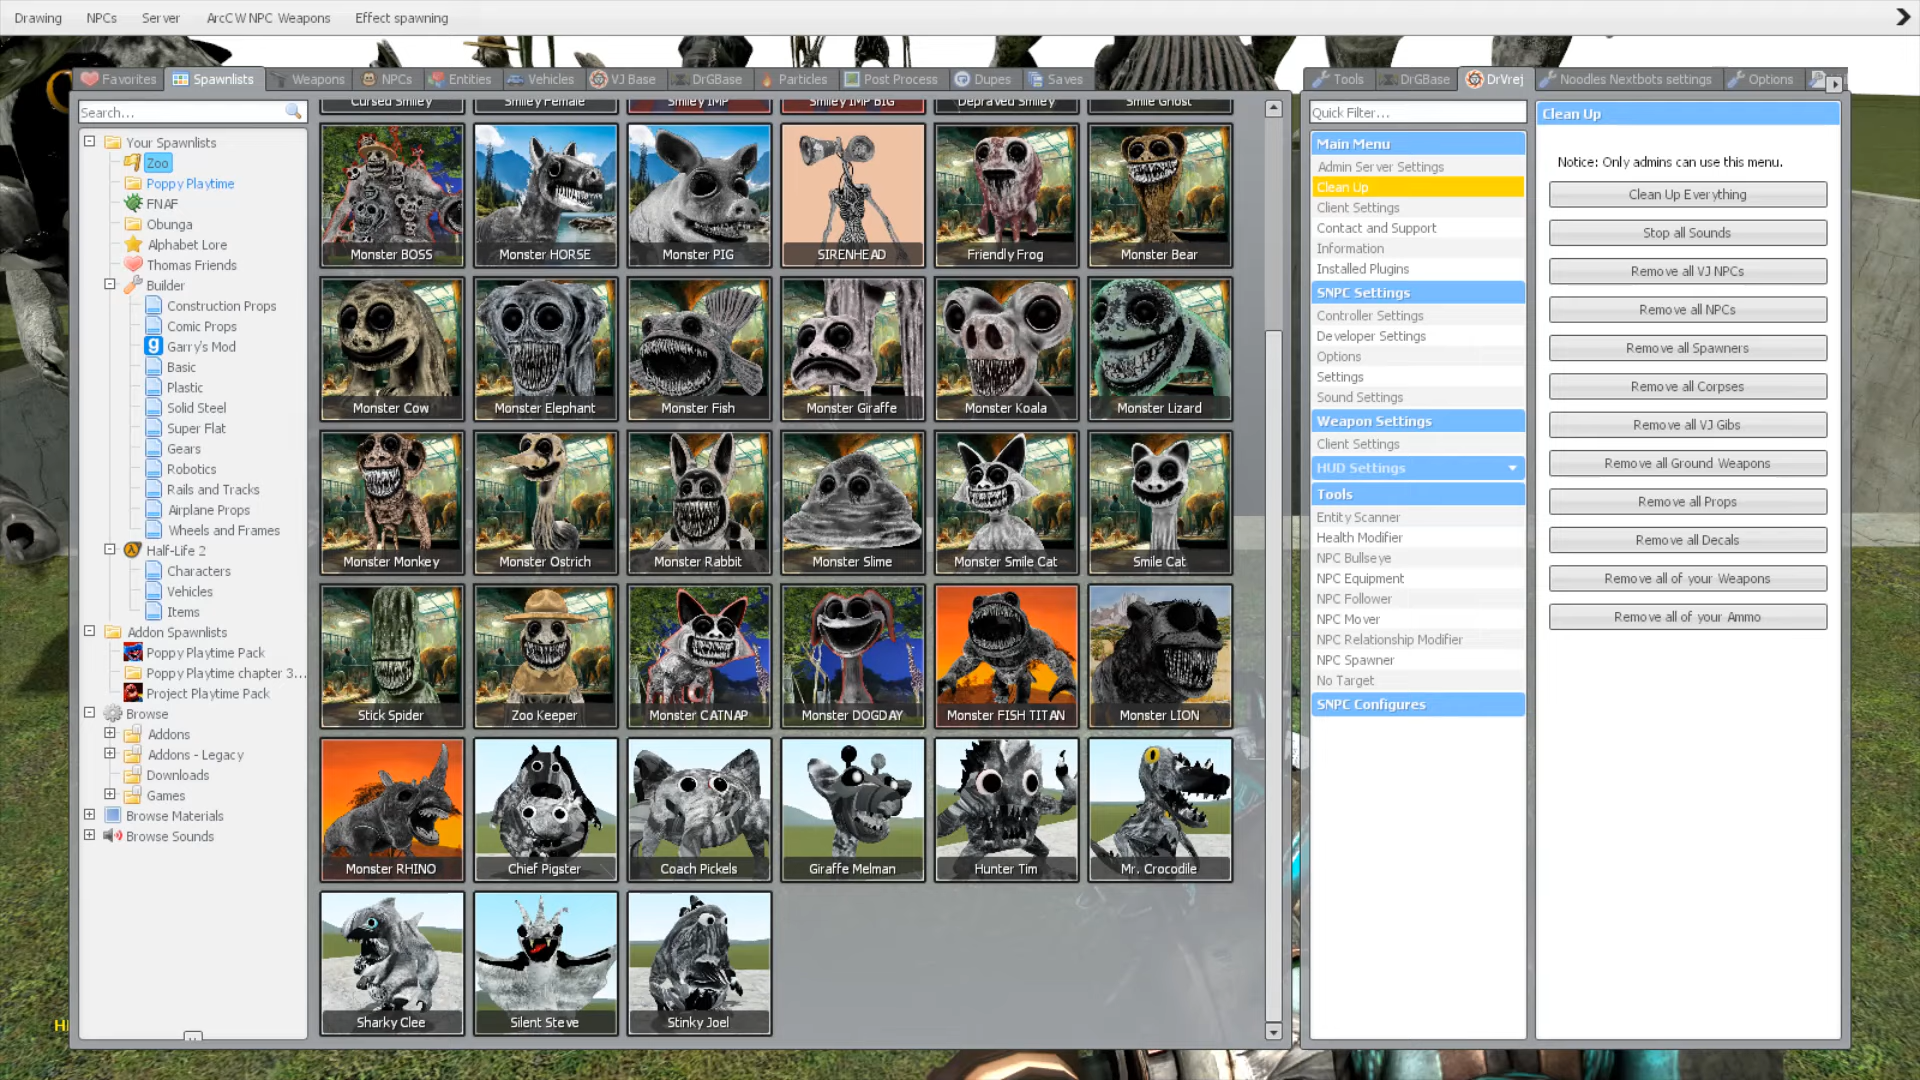 Drawing NPCs Server ArcCW NPC Weapons Effect spawning
Favorites Spawnlists Weapons NPCs Entities Vehicles VJ Base DrGBase Particles Post Process Dupes Saves
Search...
Your Spawnlists
Zoo
Poppy Playtime
FNAF
Obunga
Alphabet Lore
Thomas Friends
Builder
Construction Props
Comic Props
Garry's Mod
Basic
Plastic
Solid Steel
Super Flat
Gears
Robotics
Rails and Tracks
Airplane Props
Wheels and Frames
Half-Life 2
Characters
Vehicles
Items
Addon Spawnlists
Poppy Playtime Pack
Poppy Playtime chapter 3...
Project Playtime Pack
Browse
Addons
Addons - Legacy
Downloads
Games
Browse Materials
Browse Sounds
Cursed Smiley Smiley Female Smiley IMP Smiley IMP BIG Depraved Smiley Smile Ghost
Monster BOSS Monster HORSE Monster PIG SIRENHEAD Friendly Frog Monster Bear
Monster Cow Monster Elephant Monster Fish Monster Giraffe Monster Koala Monster Lizard
Monster Monkey Monster Ostrich Monster Rabbit Monster Slime Monster Smile Cat Smile Cat
Stick Spider Zoo Keeper Monster CATNAP Monster DOGDAY Monster FISH TITAN Monster LION
Monster RHINO Chief Pigster Coach Pickels Giraffe Melman Hunter Tim Mr. Crocodile
Sharky Clee Silent Steve Stinky Joel
Tools DrGBase DrVrej Noodles Nextbots settings Options
Quick Filter...
Main Menu
Admin Server Settings
Clean Up
Client Settings
Contact and Support
Information
Installed Plugins
SNPC Settings
Controller Settings
Developer Settings
Options
Settings
Sound Settings
Weapon Settings
Client Settings
HUD Settings
Tools
Entity Scanner
Health Modifier
NPC Bullseye
NPC Equipment
NPC Follower
NPC Mover
NPC Relationship Modifier
NPC Spawner
No Target
SNPC Configures
Clean Up
Notice: Only admins can use this menu.
Clean Up Everything
Stop all Sounds
Remove all VJ NPCs
Remove all NPCs
Remove all Spawners
Remove all Corpses
Remove all VJ Gibs
Remove all Ground Weapons
Remove all Props
Remove all Decals
Remove all of your Weapons
Remove all of your Ammo